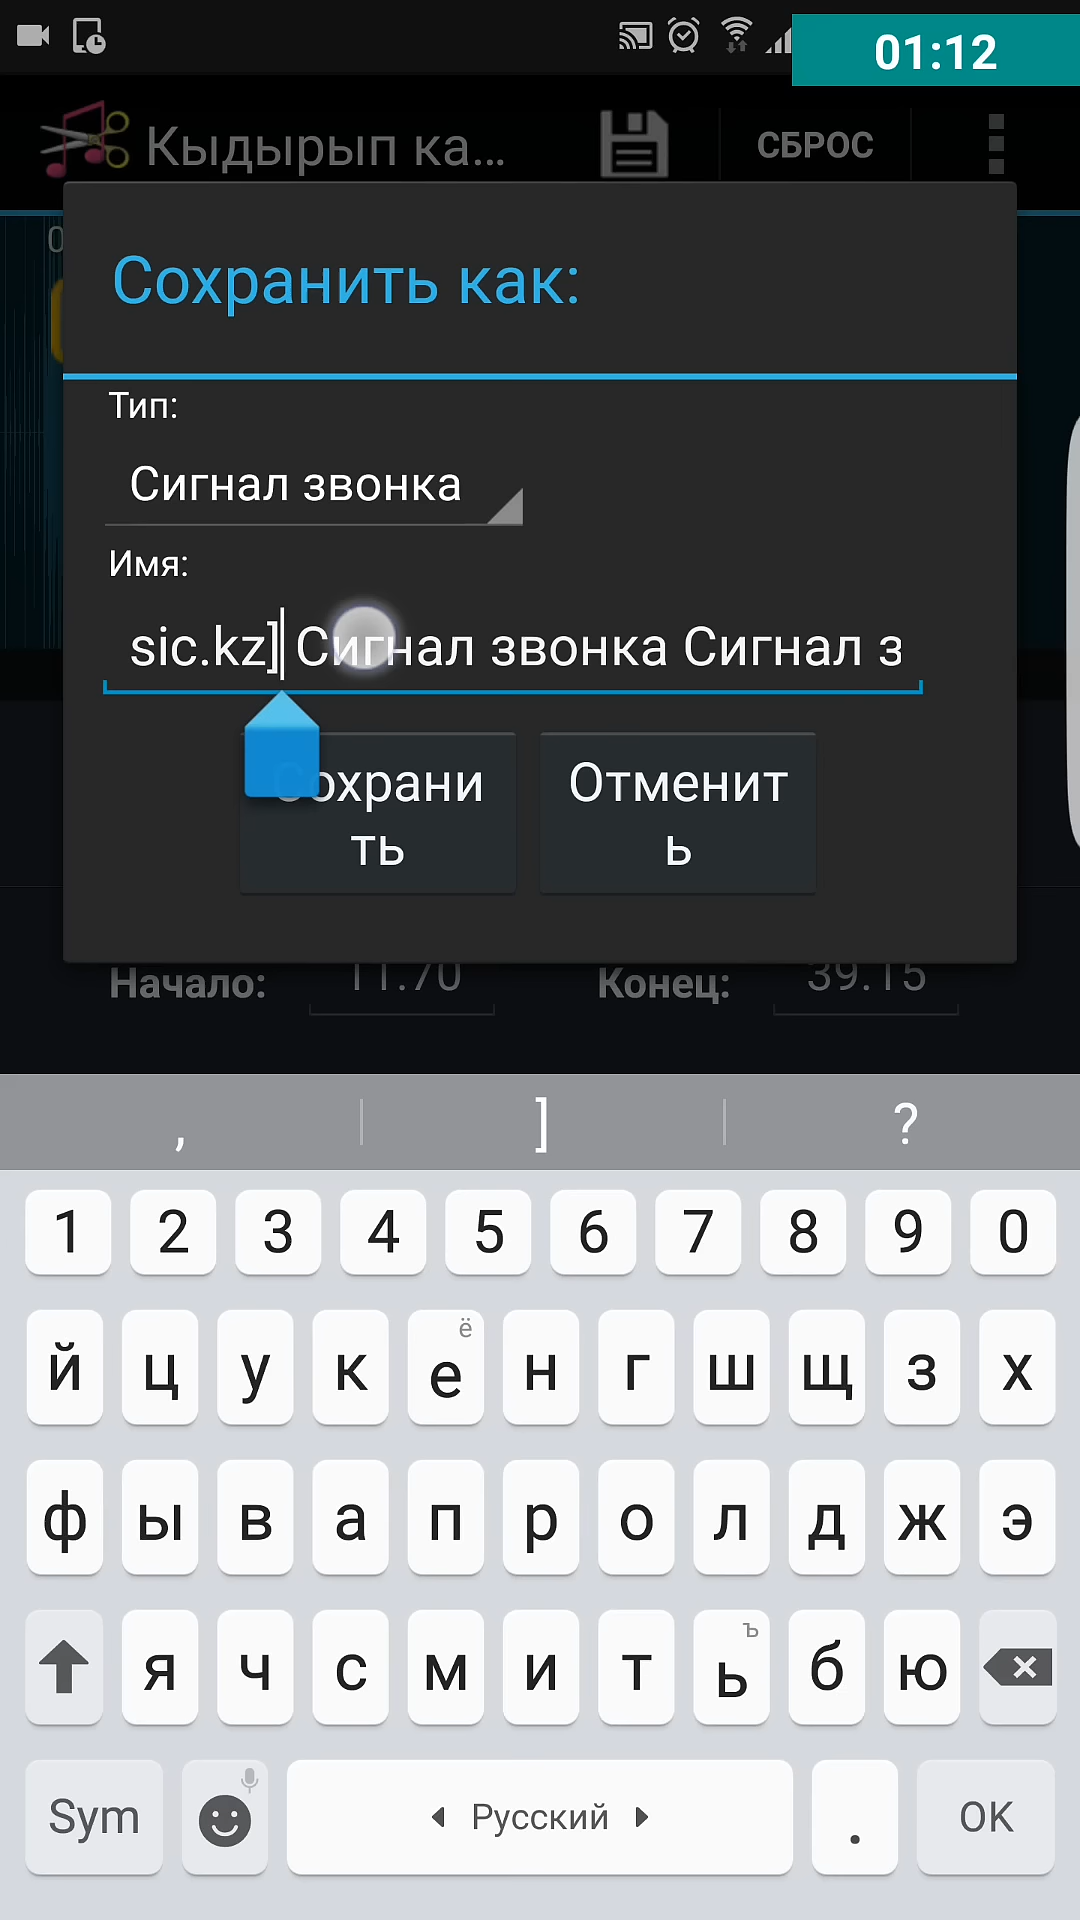 01:12
Кыдырып ка...
СБРОС
Сохранить как:
Тип:
Сигнал звонка
Имя:
sic.kz] Сигнал звонка Сигнал з
Сохрани
ть
Отменит
ь
Начало: 11.70 Конец: 39.15
, ] ?
1 2 3 4 5 6 7 8 9 0
ё
й ц у к е н г ш щ з х
ф ы в а п р о л д ж э
ъ
я ч с м и т ь б ю
Sym Русский . OK